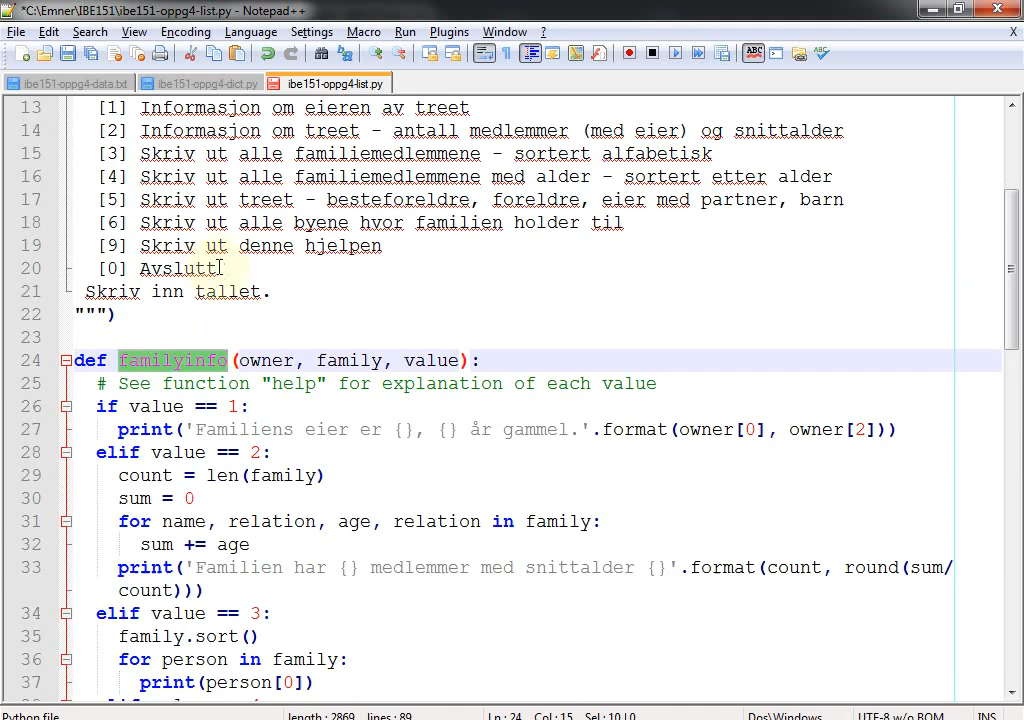 *C:\Emner\IBE151\ibe151-oppg4-list.py - Notepad++
File Edit Search View Encoding Language Settings Macro Run Plugins Window ? X
ibe151-oppg4-data.txt ibe151-oppg4-dict.py ibe151-oppg4-list.py
13 [1] Informasjon om eieren av treet
14 [2] Informasjon om treet - antall medlemmer (med eier) og snittalder
15 [3] Skriv ut alle familiemedlemmene - sortert alfabetisk
16 [4] Skriv ut alle familiemedlemmene med alder - sortert etter alder
17 [5] Skriv ut treet - besteforeldre, foreldre, eier med partner, barn
18 [6] Skriv ut alle byene hvor familien holder til
19 [9] Skriv ut denne hjelpen
20 [0] Avslutt
21 Skriv inn tallet.
22 """)
23
24 def familyinfo(owner, family, value):
25 # See function "help" for explanation of each value
26 if value == 1:
27 print('Familiens eier er {}, {} år gammel.'.format(owner[0], owner[2]))
28 elif value == 2:
29 count = len(family)
30 sum = 0
31 for name, relation, age, relation in family:
32 sum += age
33 print('Familien har {} medlemmer med snittalder {}'.format(count, round(sum/
count)))
34 elif value == 3:
35 family.sort()
36 for person in family:
37 print(person[0])
Python file length : 2869 lines : 89 Ln : 24 Col : 15 Sel : 10 | 0 Dos\Windows UTF-8 w/o BOM INS